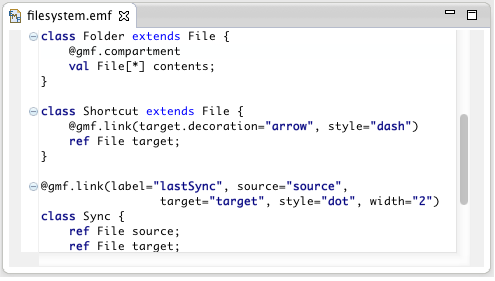 filesystem.emf
class Folder extends File {
@gmf.compartment
val File[*] contents;
}
class Shortcut extends File {
@gmf.link(target.decoration="arrow", style="dash")
ref File target;
}
@gmf.link(label="lastSync", source="source",
target="target", style="dot", width="2")
class Sync {
ref File source;
ref File target;